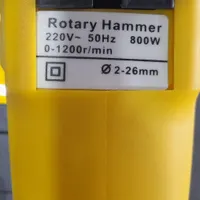 Rotary Hammer
220V~ 50Hz 800W
0-1200r/min
Ø 2-26mm